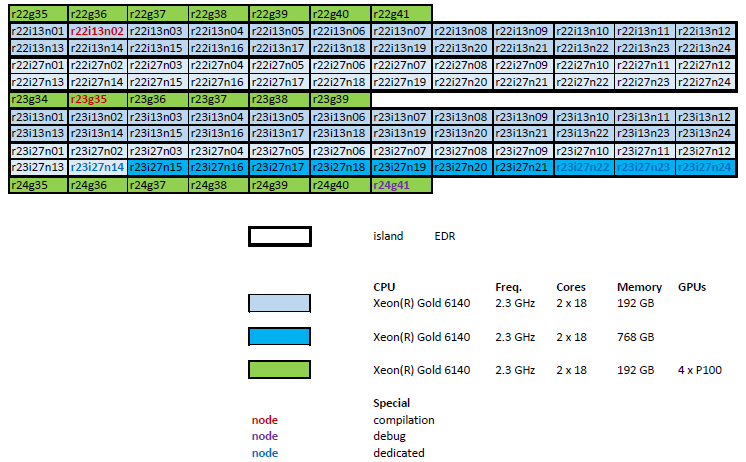 r22g35 r22g36 r22g37 r22g38 r22g39 r22g40 r22g41
r22i13n01 r22i13n02 r22i13n03 r22i13n04 r22i13n05 r22i13n06 r22i13n07 r22i13n08 r22i13n09 r22i13n10 r22i13n11 r22i13n12
r22i13n13 r22i13n14 r22i13n15 r22i13n16 r22i13n17 r22i13n18 r22i13n19 r22i13n20 r22i13n21 r22i13n22 r22i13n23 r22i13n24
r22i27n01 r22i27n02 r22i27n03 r22i27n04 r22i27n05 r22i27n06 r22i27n07 r22i27n08 r22i27n09 r22i27n10 r22i27n11 r22i27n12
r22i27n13 r22i27n14 r22i27n15 r22i27n16 r22i27n17 r22i27n18 r22i27n19 r22i27n20 r22i27n21 r22i27n22 r22i27n23 r22i27n24
r23g34 r23g35 r23g36 r23g37 r23g38 r23g39
r23i13n01 r23i13n02 r23i13n03 r23i13n04 r23i13n05 r23i13n06 r23i13n07 r23i13n08 r23i13n09 r23i13n10 r23i13n11 r23i13n12
r23i13n13 r23i13n14 r23i13n15 r23i13n16 r23i13n17 r23i13n18 r23i13n19 r23i13n20 r23i13n21 r23i13n22 r23i13n23 r23i13n24
r23i27n01 r23i27n02 r23i27n03 r23i27n04 r23i27n05 r23i27n06 r23i27n07 r23i27n08 r23i27n09 r23i27n10 r23i27n11 r23i27n12
r23i27n13 r23i27n14 r23i27n15 r23i27n16 r23i27n17 r23i27n18 r23i27n19 r23i27n20 r23i27n21 r23i27n22 r23i27n23 r23i27n24
r24g35 r24g36 r24g37 r24g38 r24g39 r24g40 r24g41
island EDR
CPU Freq. Cores Memory GPUs
Xeon(R) Gold 6140 2.3 GHz 2 x 18 192 GB
Xeon(R) Gold 6140 2.3 GHz 2 x 18 768 GB
Xeon(R) Gold 6140 2.3 GHz 2 x 18 192 GB 4 x P100
Special
node compilation
node debug
node dedicated